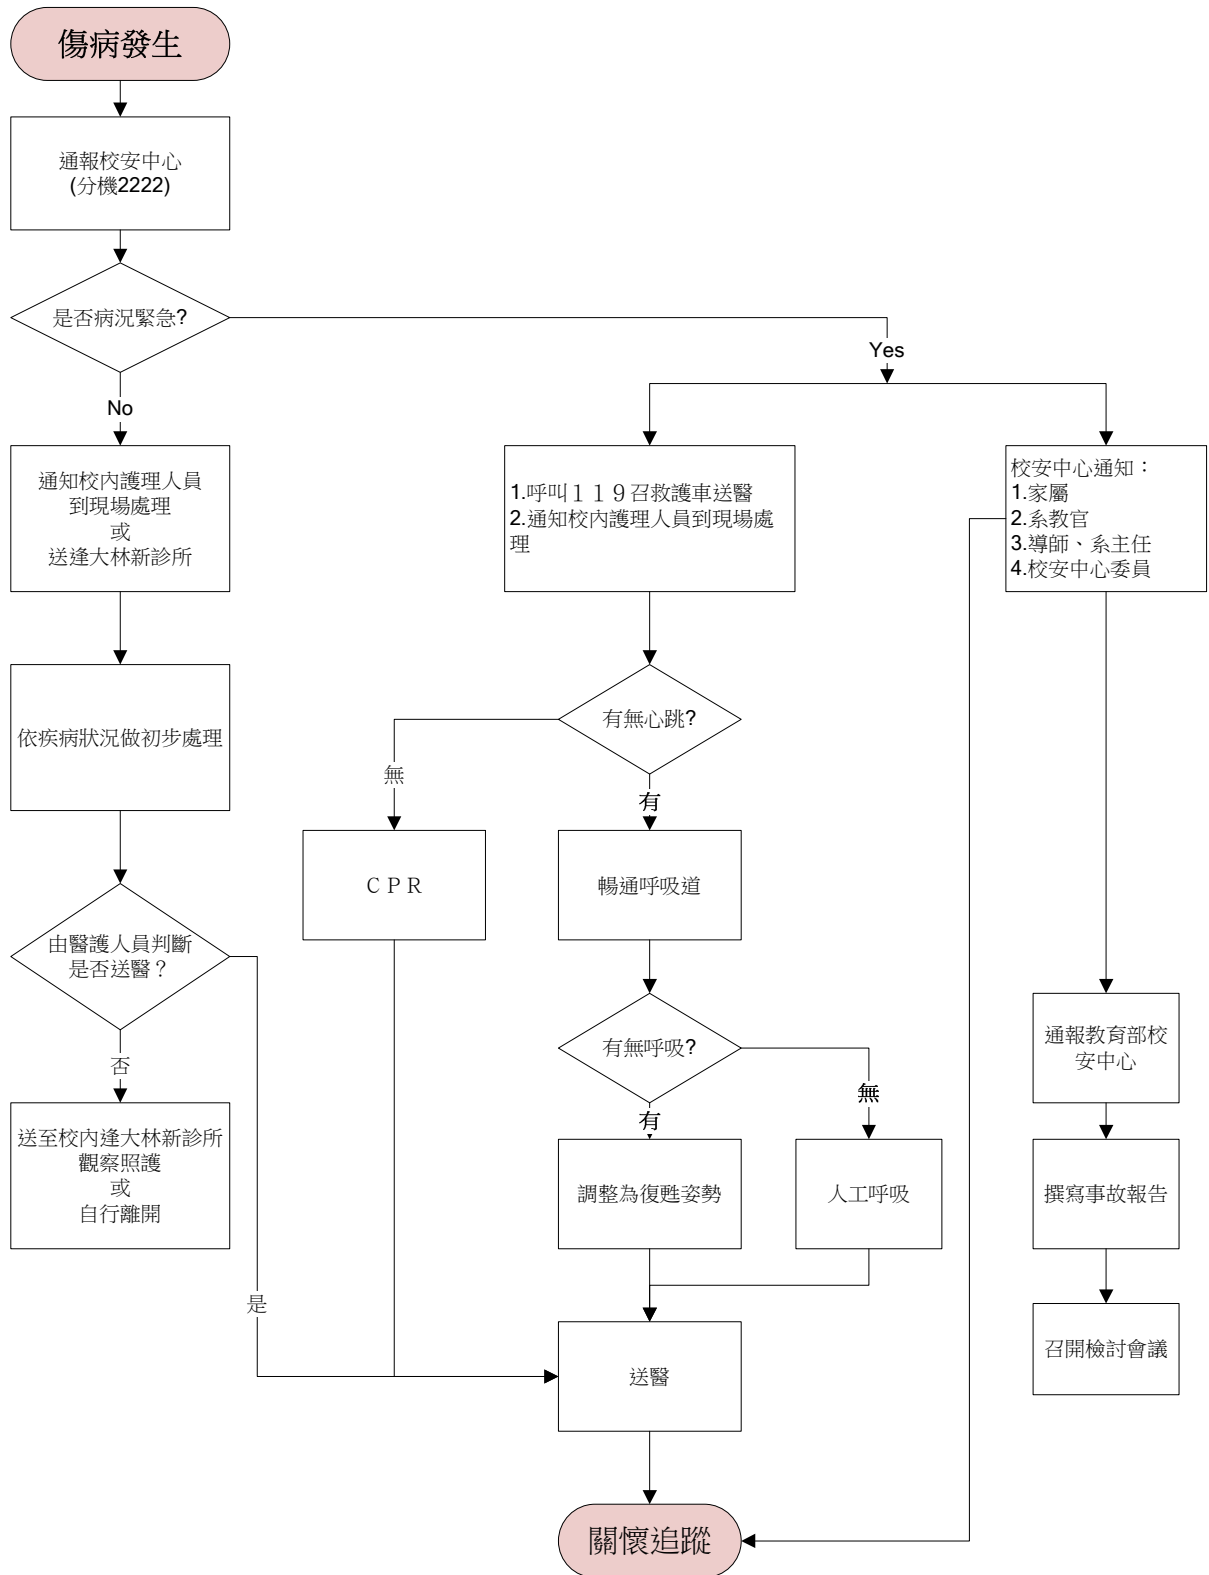 傷病發生
通報校安中心
(分機2222)
是否病況緊急?
Yes
No
通知校內護理人員
到現場處理
或
送逢大林新診所
1.呼叫１１９召救護車送醫
2.通知校內護理人員到現場處
理
校安中心通知：
1.家屬
2.系教官
3.導師、系主任
4.校安中心委員
依疾病狀況做初步處理
有無心跳?
無
有
ＣＰＲ
暢通呼吸道
由醫護人員判斷
是否送醫？
有無呼吸?
通報教育部校
安中心
否
有
無
送至校內逢大林新診所
觀察照護
或
自行離開
調整為復甦姿勢
人工呼吸
撰寫事故報告
是
送醫
召開檢討會議
關懷追蹤